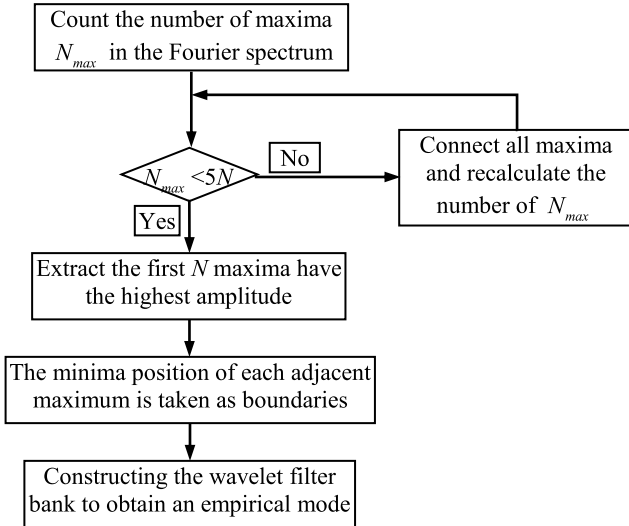 Count the number of maxima
N_max in the Fourier spectrum
N_max <5N
No
Connect all maxima
and recalculate the
number of N_max
Yes
Extract the first N maxima have
the highest amplitude
The minima position of each adjacent
maximum is taken as boundaries
Constructing the wavelet filter
bank to obtain an empirical mode